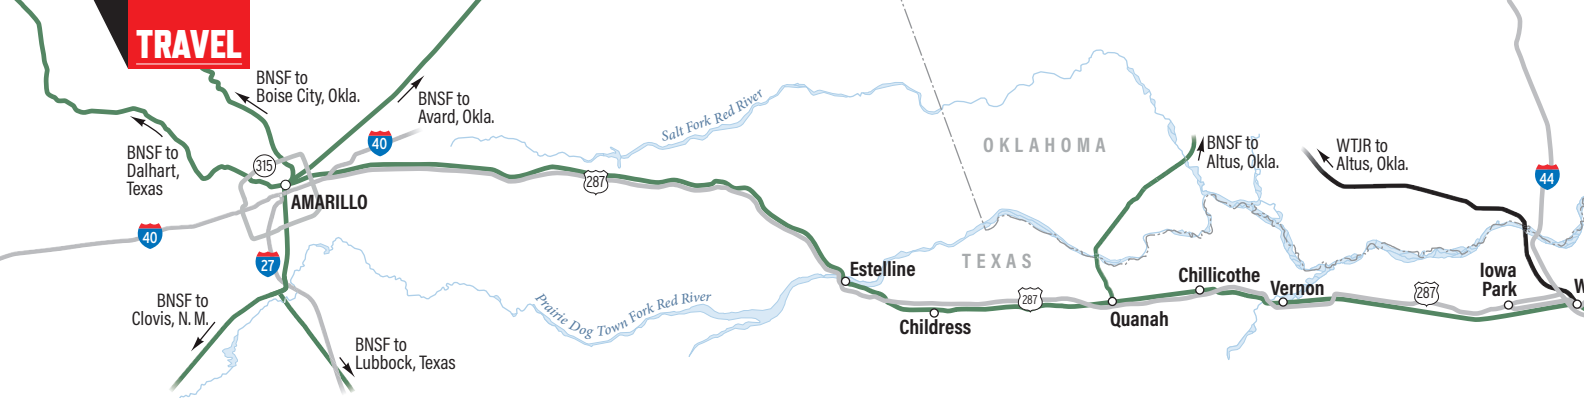 TRAVEL
BNSF to
Boise City, Okla.
BNSF to
Avard, Okla.
40
BNSF to
Dalhart,
Texas
315
AMARILLO
40
27
BNSF to
Clovis, N. M.
BNSF to
Lubbock, Texas
Salt Fork Red River
287
Prairie Dog Town Fork Red River
Estelline
Childress
OKLAHOMA
TEXAS
287
Quanah
BNSF to
Altus, Okla.
Chillicothe
Vernon
WTJR to
Altus, Okla.
44
287
Iowa
Park
W